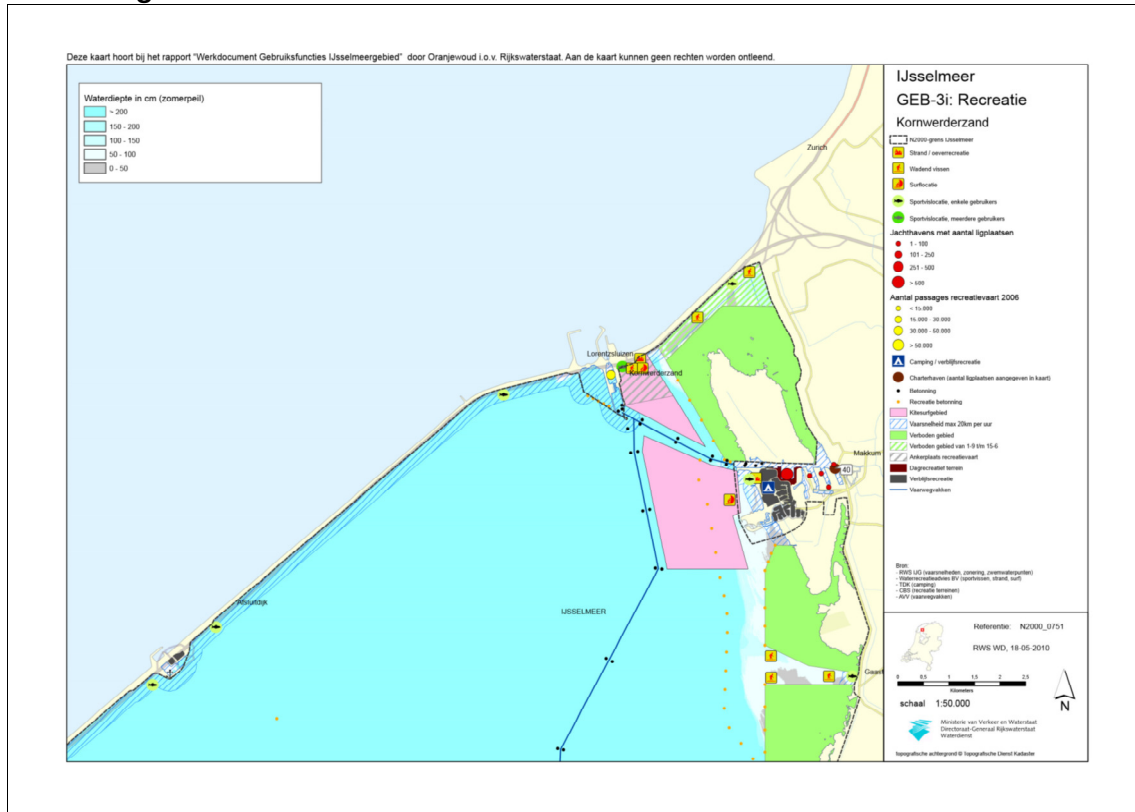 Deze kaart hoort bij het rapport "Werkdocument Gebruiksfuncties IJsselmeergebied" door Oranjewoud i.o.v. Rijkswaterstaat. Aan de kaart kunnen geen rechten worden ontleend.
Waterdiepte in cm (zomerpeil)
> 200
150 - 200
100 - 150
50 - 100
0 - 50
Zurich
Lorentzsluizen
Kornwerderzand
Makkum
40
Afsluitdijk
IJSSELMEER
IJsselmeer
GEB-3i: Recreatie
Kornwerderzand
N2000-grens IJsselmeer
Strand / oeverrecreatie
Wadend vissen
Surflocatie
Sportvislocatie, enkele gebruikers
Sportvislocatie, meerdere gebruikers
Jachthavens met aantal ligplaatsen
1 - 100
101 - 250
251 - 500
> 500
Aantal passages recreatievaart 2006
< 15.000
15.000 - 30.000
30.000 - 50.000
> 50.000
Camping / verblijfsrecreatie
Charterhaven (aantal ligplaatsen aangegeven in kaart)
Betonning
Recreatie betonning
Kitesurfgebied
Vaarsnelheid max 20km per uur
Verboden gebied
Verboden gebied van 1-9 t/m 15-6
Ankerplaats recreatievaart
Dagrecreatief terrein
Verblijfsrecreatie
Vaarwegvakken
Bron:
- RWS IJG (vaarsnelheden, zonering, zwemwaterpunten)
- Waterrecreatieadvies BV (sportvissen, strand, surf)
- TDK (camping)
- CBS (recreatie terreinen)
- AVV (vaarwegvakken)
Referentie: N2000_0751
RWS WD, 18-05-2010
0 0.5 1 1.5 2 2.5
Kilometers
schaal 1:50.000
N
Ministerie van Verkeer en Waterstaat
Directoraat-Generaal Rijkswaterstaat
Waterdienst
topografische achtergrond © Topografische Dienst Kadaster